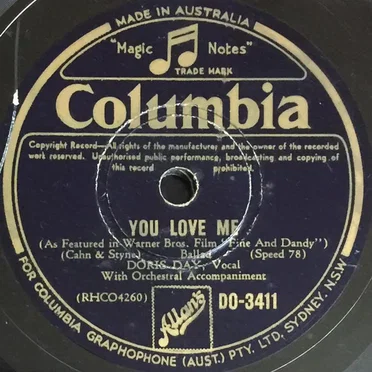 MADE IN AUSTRALIA
"Magic Notes"
TRADE MARK
Columbia
Copyright Record—All rights of the manufacturer and the owner of the recorded
work reserved. Unauthorised public performance, broadcasting and copying of
this record prohibited.
YOU LOVE ME
(As Featured in Warner Bros. Film "Fine And Dandy")
(Cahn & Styne) Ballad (Speed 78)
DORIS DAY, Vocal
With Orchestral Accompaniment
(RHCO4260) DO-3411
Allan's
FOR COLUMBIA GRAPHOPHONE (AUST.) PTY. LTD. SYDNEY. N.S.W.